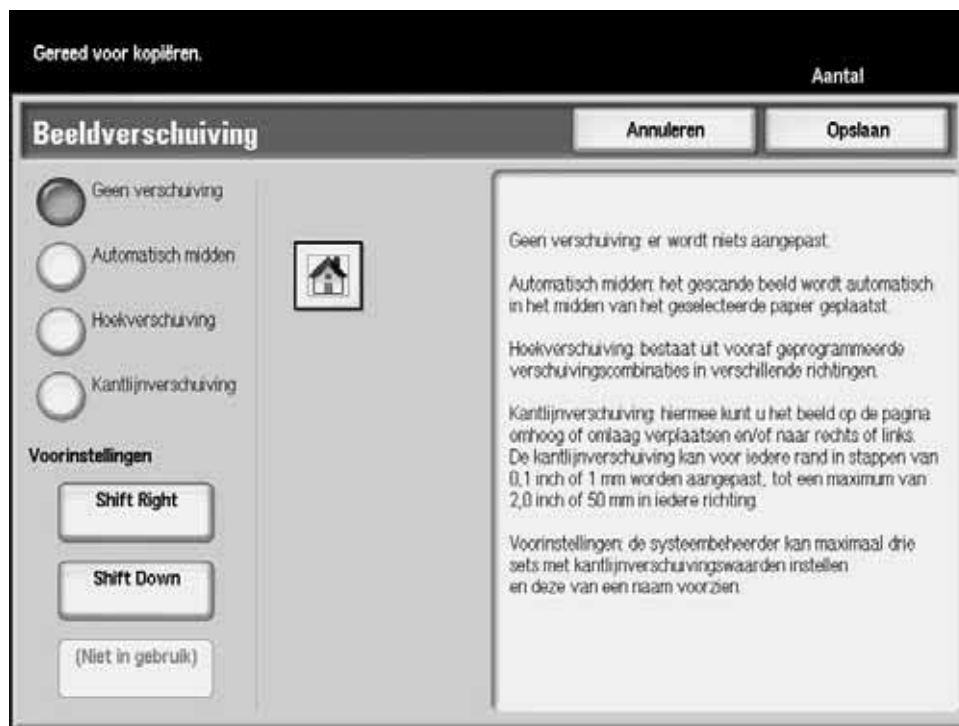 Gereed voor kopiëren.
Aantal
Beeldverschuiving
Annuleren
Opslaan
Geen verschuiving
Automatisch midden
Hoekverschuiving
Kantlijnverschuiving
Voorinstellingen
Shift Right
Shift Down
(Niet in gebruik)
Geen verschuiving: er wordt niets aangepast.
Automatisch midden: het gescande beeld wordt automatisch
in het midden van het geselecteerde papier geplaatst.
Hoekverschuiving: bestaat uit vooraf geprogrammeerde
verschuivingscombinaties in verschillende richtingen.
Kantlijnverschuiving: hiermee kunt u het beeld op de pagina
omhoog of omlaag verplaatsen en/of naar rechts of links.
De kantlijnverschuiving kan voor iedere rand in stappen van
0,1 inch of 1 mm worden aangepast, tot een maximum van
2,0 inch of 50 mm in iedere richting.
Voorinstellingen: de systeembeheerder kan maximaal drie
sets met kantlijnverschuivingswaarden instellen
en deze van een naam voorzien.